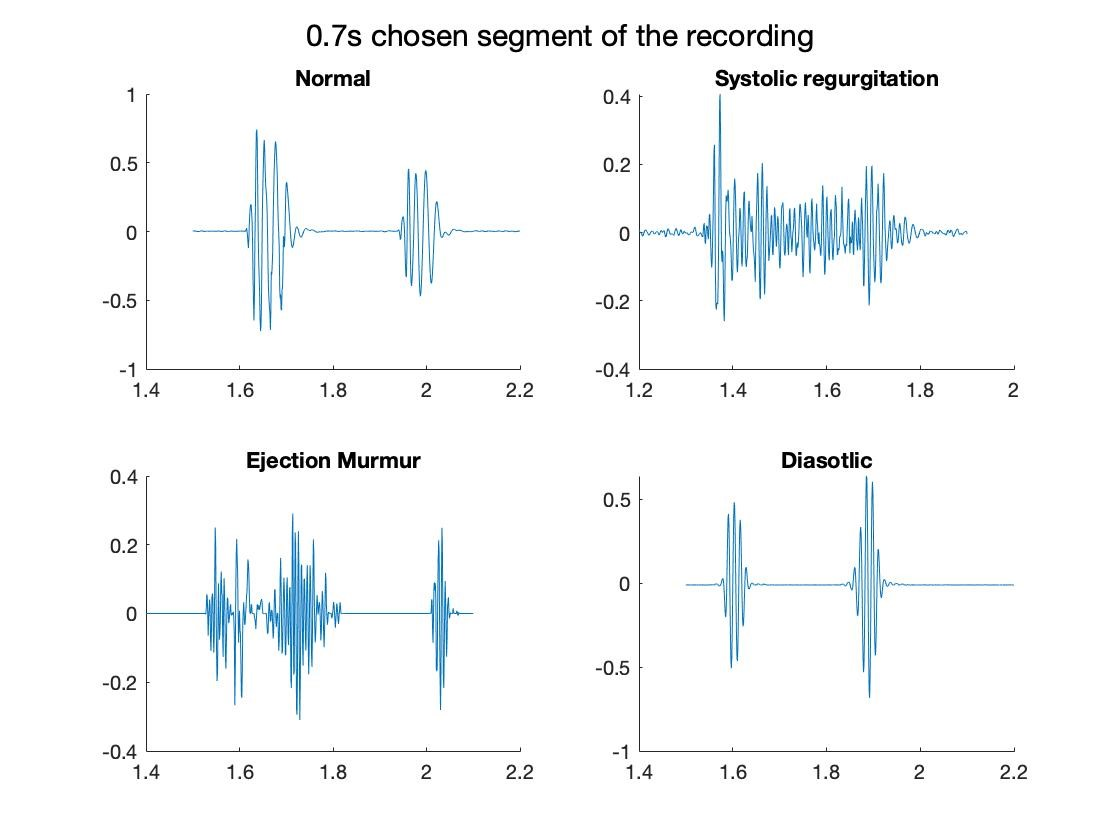 0.7s chosen segment of the recording
Normal
1
0.5
0
-0.5
-1
1.4 1.6 1.8 2 2.2
Systolic regurgitation
0.4
0.2
0
-0.2
-0.4
1.2 1.4 1.6 1.8 2
Ejection Murmur
0.4
0.2
0
-0.2
-0.4
1.4 1.6 1.8 2 2.2
Diasotlic
0.5
0
-0.5
-1
1.4 1.6 1.8 2 2.2